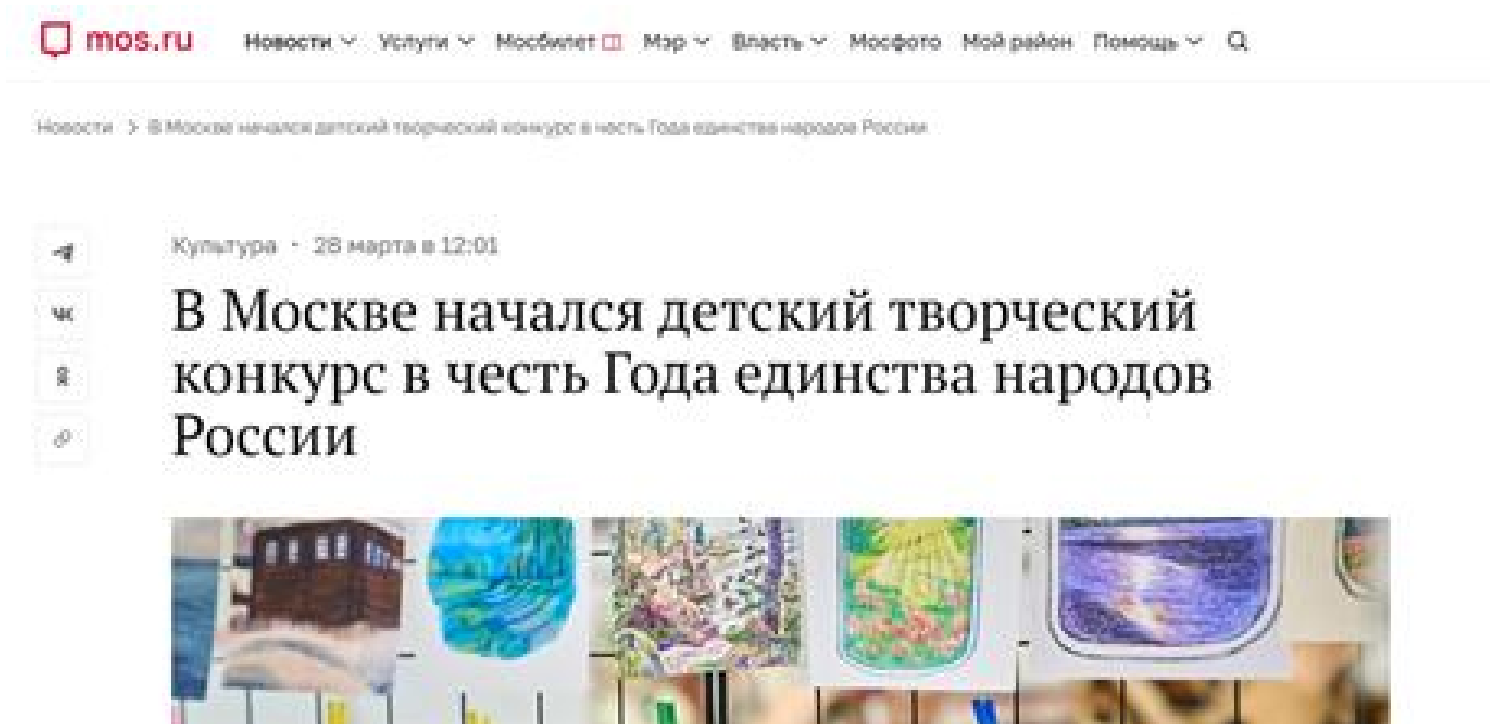 mos.ru Новости Услуги Мосбилет Мэр Власть Мосфото Мой район Помощь
Новости > В Москве начался детский творческий конкурс в честь Года единства народов России
Культура · 28 марта в 12:01
В Москве начался детский творческий
конкурс в честь Года единства народов
России